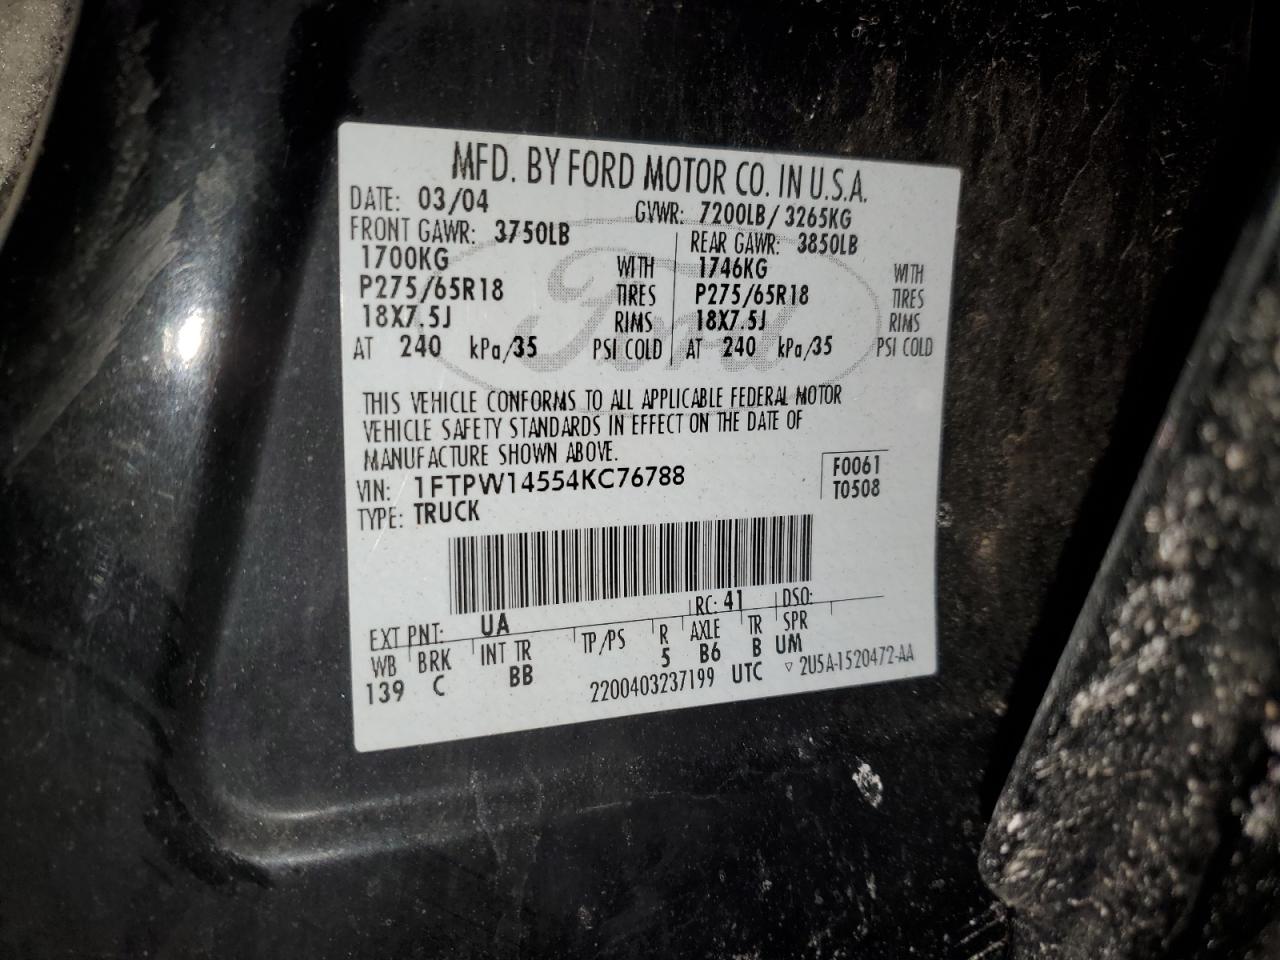 MFD. BY FORD MOTOR CO. IN U.S.A.
DATE: 03/04 GVWR: 7200LB/ 3265KG
FRONT GAWR: 3750LB REAR GAWR: 3850LB
1700KG WITH 1746KG WITH
P275/65R18 TIRES P275/65R18 TIRES
18X7.5J RIMS 18X7.5J RIMS
AT 240 kPa/35 PSI COLD AT 240 kPa/35 PSI COLD
Ford
THIS VEHICLE CONFORMS TO ALL APPLICABLE FEDERAL MOTOR
VEHICLE SAFETY STANDARDS IN EFFECT ON THE DATE OF
MANUFACTURE SHOWN ABOVE.
VIN: 1FTPW14554KC76788 F0061
TYPE: TRUCK T0508
EXT PNT: UA RC: 41 DSO:
WB BRK INT TR TP/PS R AXLE TR SPR
139 C BB 5 B6 B UM
2200403237199 UTC ▽ 2U5A-1520472-AA